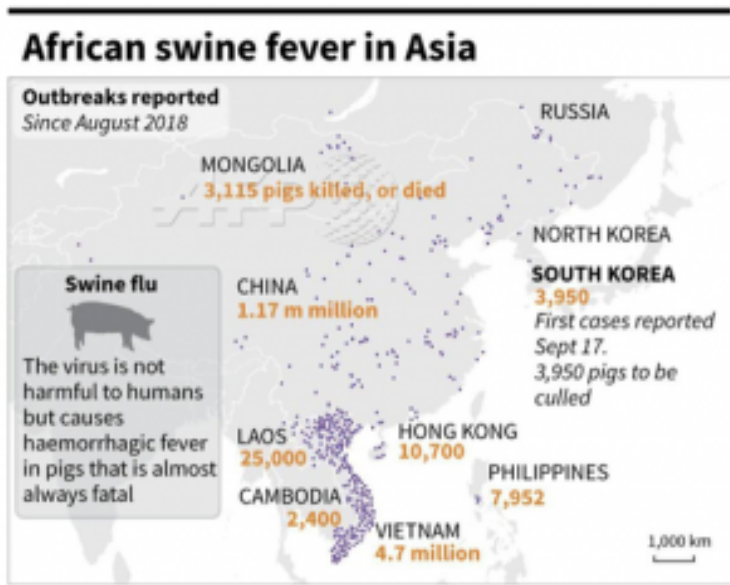 African swine fever in Asia
Outbreaks reported
Since August 2018
RUSSIA
MONGOLIA
3,115 pigs killed, or died
AFP
NORTH KOREA
SOUTH KOREA
3,950
First cases reported
Sept 17.
3,950 pigs to be
culled
CHINA
1.17 m million
Swine flu
The virus is not
harmful to humans
but causes
haemorrhagic fever
in pigs that is almost
always fatal
LAOS
25,000
HONG KONG
10,700
CAMBODIA
2,400
PHILIPPINES
7,952
VIETNAM
4.7 million
1,000 km